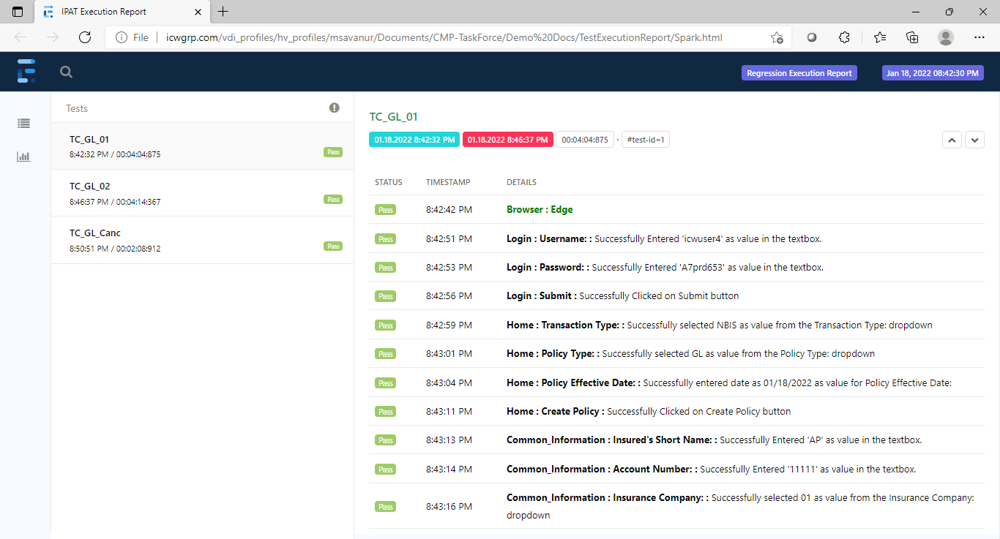 IPAT Execution Report
File
icwgrp.com/vdi_profiles/hv_profiles/msavanur/Documents/CMP-TaskForce/Demo%20Docs/TestExecutionReport/Spark.html
Regression Execution Report
Jan 18, 2022 08:42:30 PM
Tests
TC_GL_01
8:42:32 PM / 00:04:04:875
Pass
TC_GL_02
8:46:37 PM / 00:04:14:367
Pass
TC_GL_Canc
8:50:51 PM / 00:02:08:912
Pass
TC_GL_01
01.18.2022 8:42:32 PM 01.18.2022 8:46:37 PM 00:04:04:875 · #test-id=1
STATUS TIMESTAMP DETAILS
Pass 8:42:42 PM Browser : Edge
Pass 8:42:51 PM Login : Username: : Successfully Entered 'icwuser4' as value in the textbox.
Pass 8:42:53 PM Login : Password: : Successfully Entered 'A7prd653' as value in the textbox.
Pass 8:42:56 PM Login : Submit : Successfully Clicked on Submit button
Pass 8:42:59 PM Home : Transaction Type: : Successfully selected NBIS as value from the Transaction Type: dropdown
Pass 8:43:01 PM Home : Policy Type: : Successfully selected GL as value from the Policy Type: dropdown
Pass 8:43:04 PM Home : Policy Effective Date: : Successfully entered date as 01/18/2022 as value for Policy Effective Date:
Pass 8:43:11 PM Home : Create Policy : Successfully Clicked on Create Policy button
Pass 8:43:13 PM Common_Information : Insured's Short Name: : Successfully Entered 'AP' as value in the textbox.
Pass 8:43:14 PM Common_Information : Account Number: : Successfully Entered '11111' as value in the textbox.
Pass 8:43:16 PM Common_Information : Insurance Company: : Successfully selected 01 as value from the Insurance Company:
dropdown